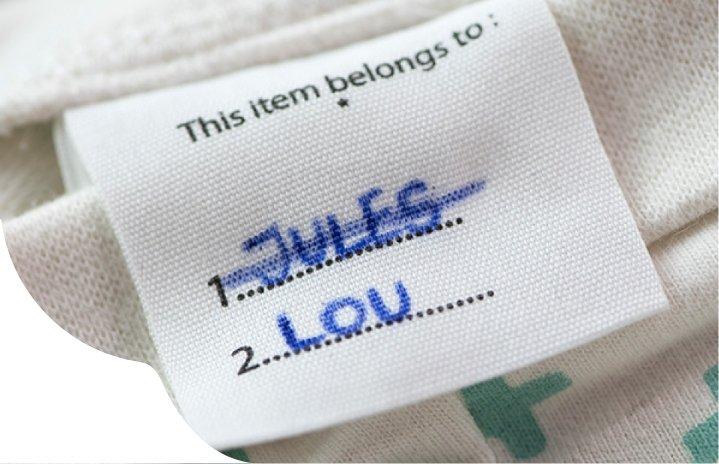 This item belongs to :
1 JULES
2. LOU